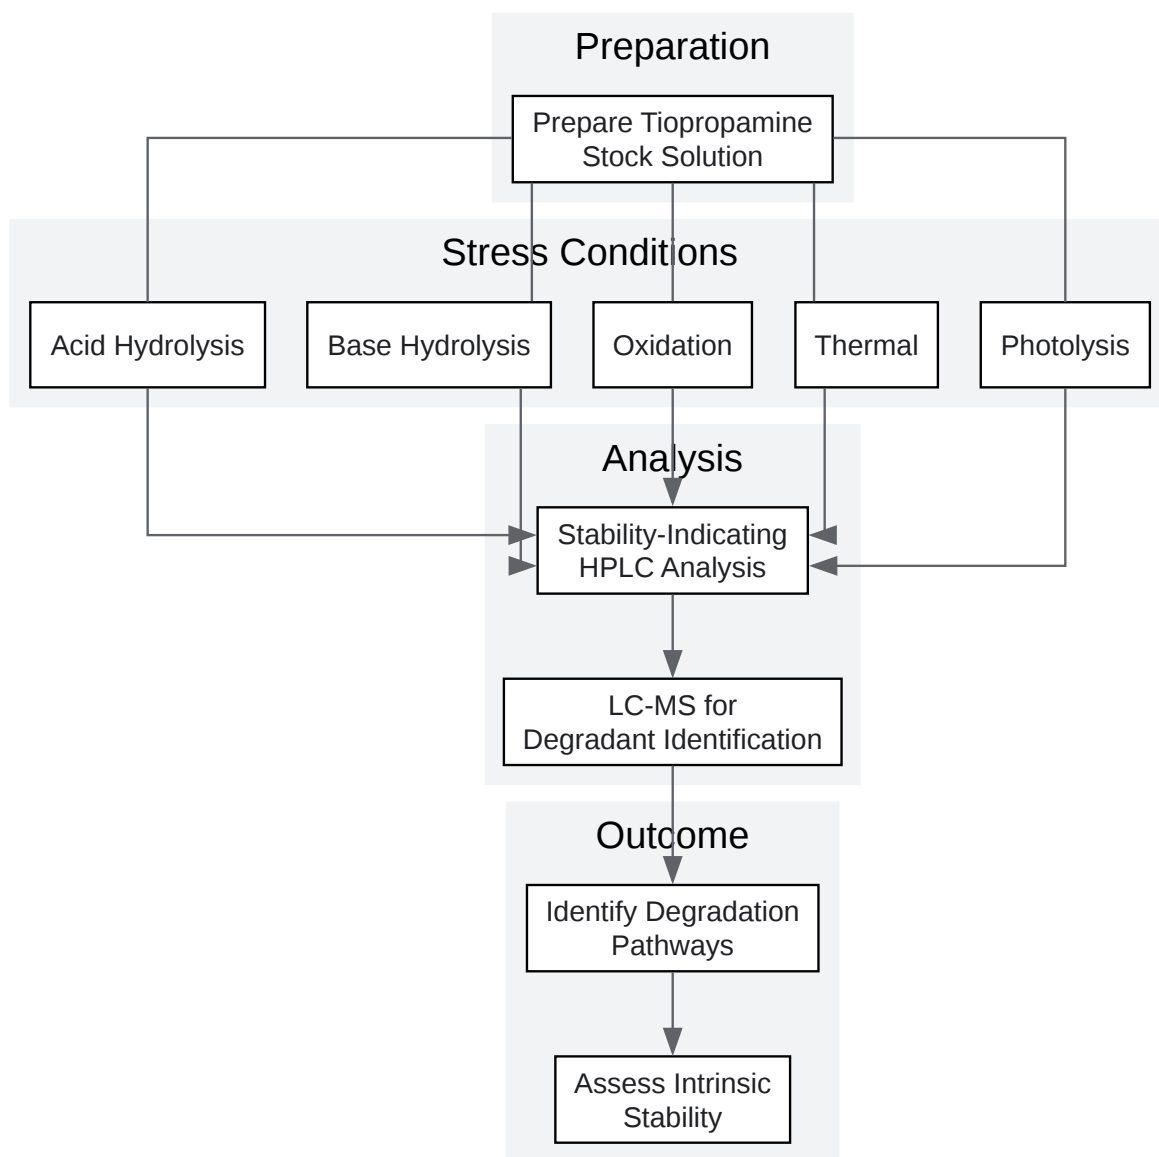 Preparation
Prepare Tiopropamine
Stock Solution
Stress Conditions
Acid Hydrolysis
Base Hydrolysis
Oxidation
Thermal
Photolysis
Analysis
Stability-Indicating
HPLC Analysis
LC-MS for
Degradant Identification
Outcome
Identify Degradation
Pathways
Assess Intrinsic
Stability